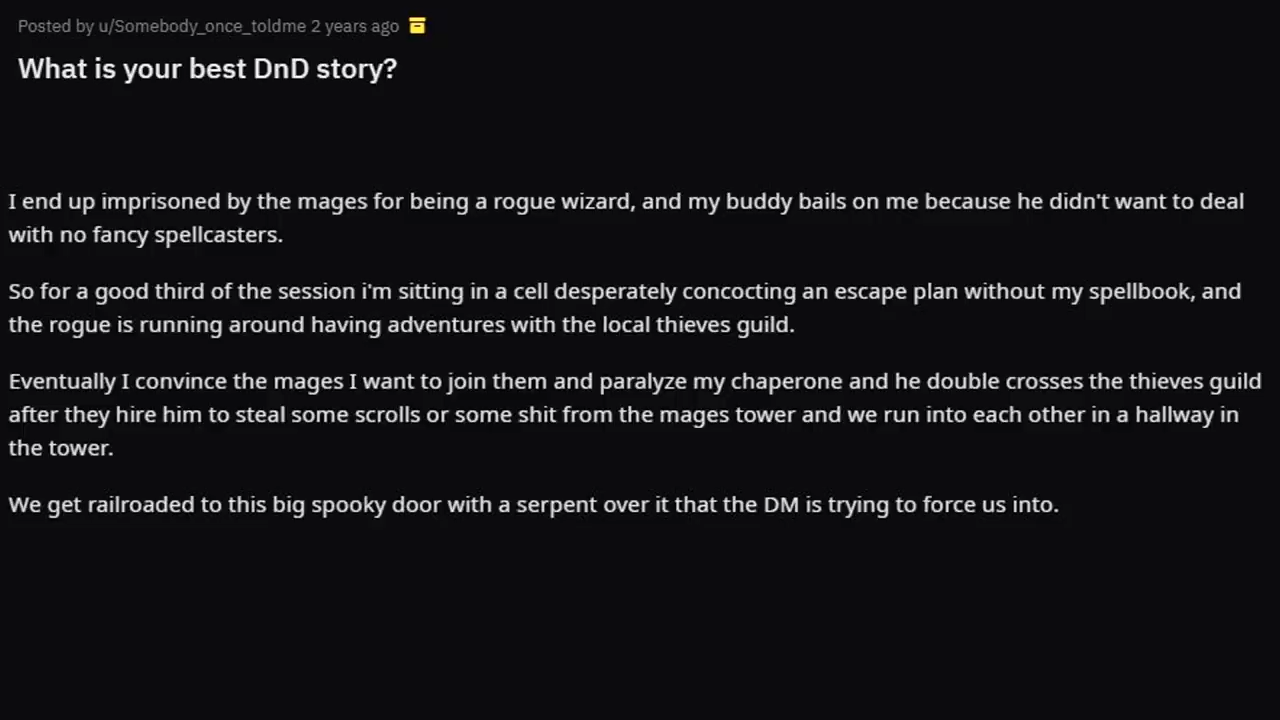 Posted by u/Somebody_once_toldme 2 years ago
What is your best DnD story?
I end up imprisoned by the mages for being a rogue wizard, and my buddy bails on me because he didn't want to deal
with no fancy spellcasters.
So for a good third of the session i'm sitting in a cell desperately concocting an escape plan without my spellbook, and
the rogue is running around having adventures with the local thieves guild.
Eventually I convince the mages I want to join them and paralyze my chaperone and he double crosses the thieves guild
after they hire him to steal some scrolls or some shit from the mages tower and we run into each other in a hallway in
the tower.
We get railroaded to this big spooky door with a serpent over it that the DM is trying to force us into.